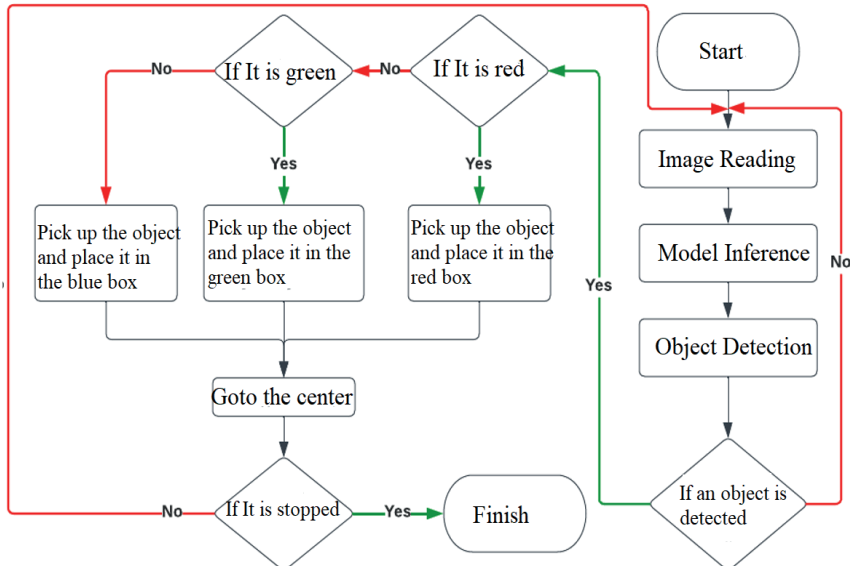 Start
Image Reading
Model Inference
Object Detection
If an object is
detected
No
Yes
If It is red
No
Yes
If It is green
No
Yes
Pick up the object
and place it in
the blue box
Pick up the object
and place it in the
green box
Pick up the object
and place it in the
red box
Goto the center
If It is stopped
No
Yes
Finish